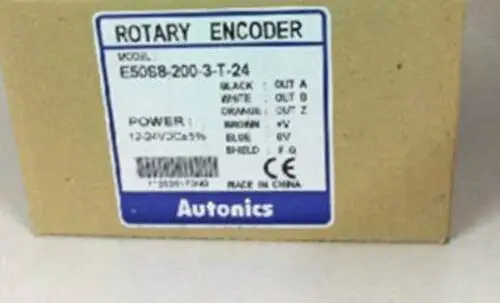 ROTARY ENCODER
MODEL :
E50S8-200-3-T-24
BLACK : OUT A
WHITE : OUT B
ORANGE : OUT Z
POWER : BROWN : +V
12-24VDC±5% BLUE : 0V
SHIELD : F.G
CE
MADE IN CHINA
Autonics